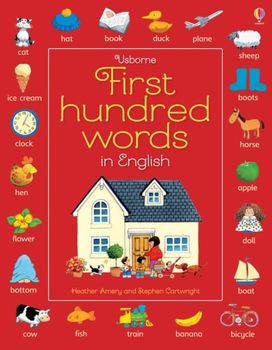 hat
book
duck
plane
cat
sheep
Usborne
First
hundred
words
in English
ice cream
boots
clock
horse
hen
apple
flower
doll
bottom
boat
Heather Amery and Stephen Cartwright
cow
fish
train
banana
bicycle